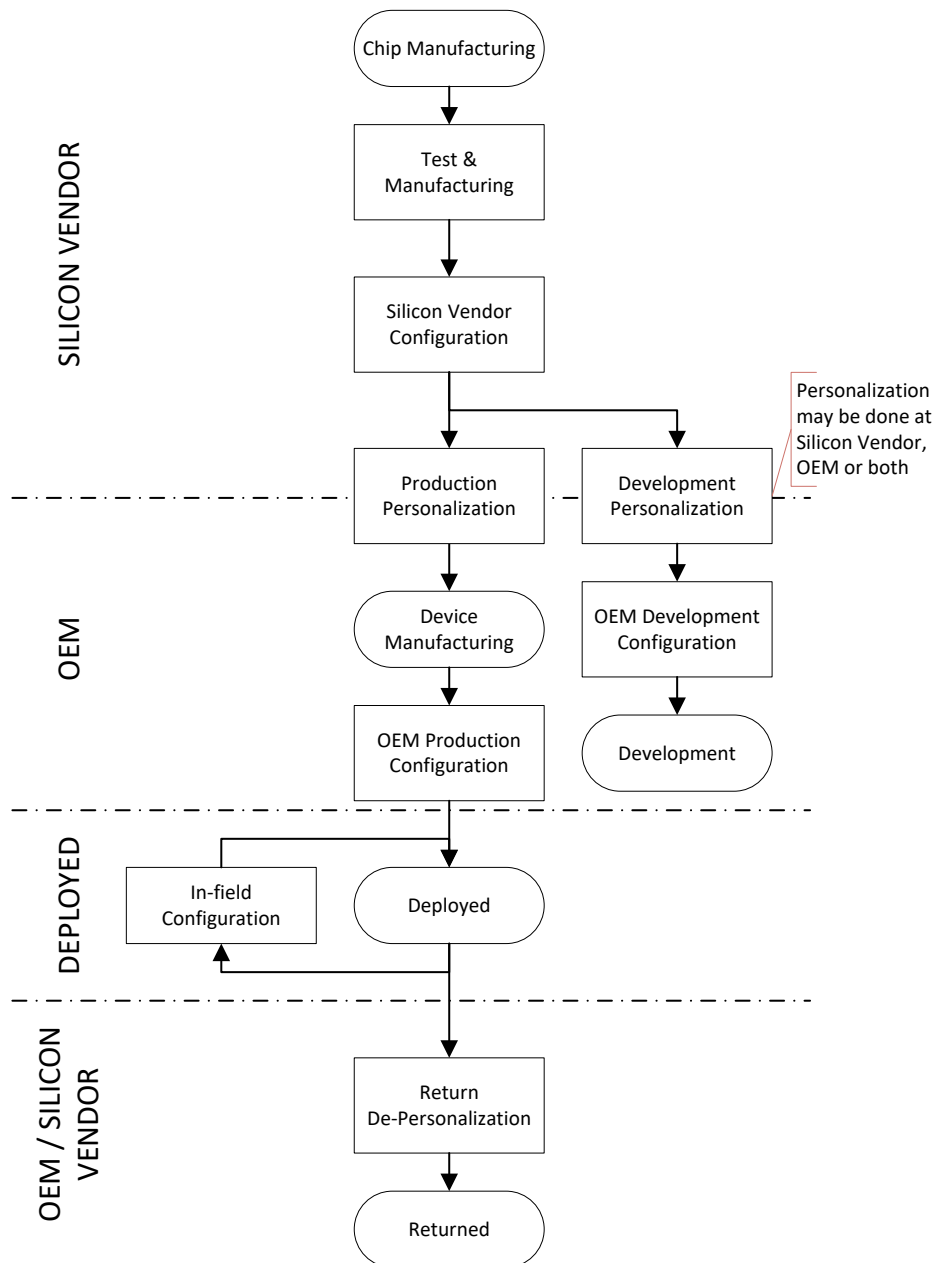 Chip Manufacturing
SILICON VENDOR
Test &
Manufacturing
Silicon Vendor
Configuration
Personalization
may be done at
Silicon Vendor,
OEM or both
Production
Personalization
Development
Personalization
OEM
Device
Manufacturing
OEM Development
Configuration
OEM Production
Configuration
Development
DEPLOYED
In-field
Configuration
Deployed
OEM / SILICON
VENDOR
Return
De-Personalization
Returned